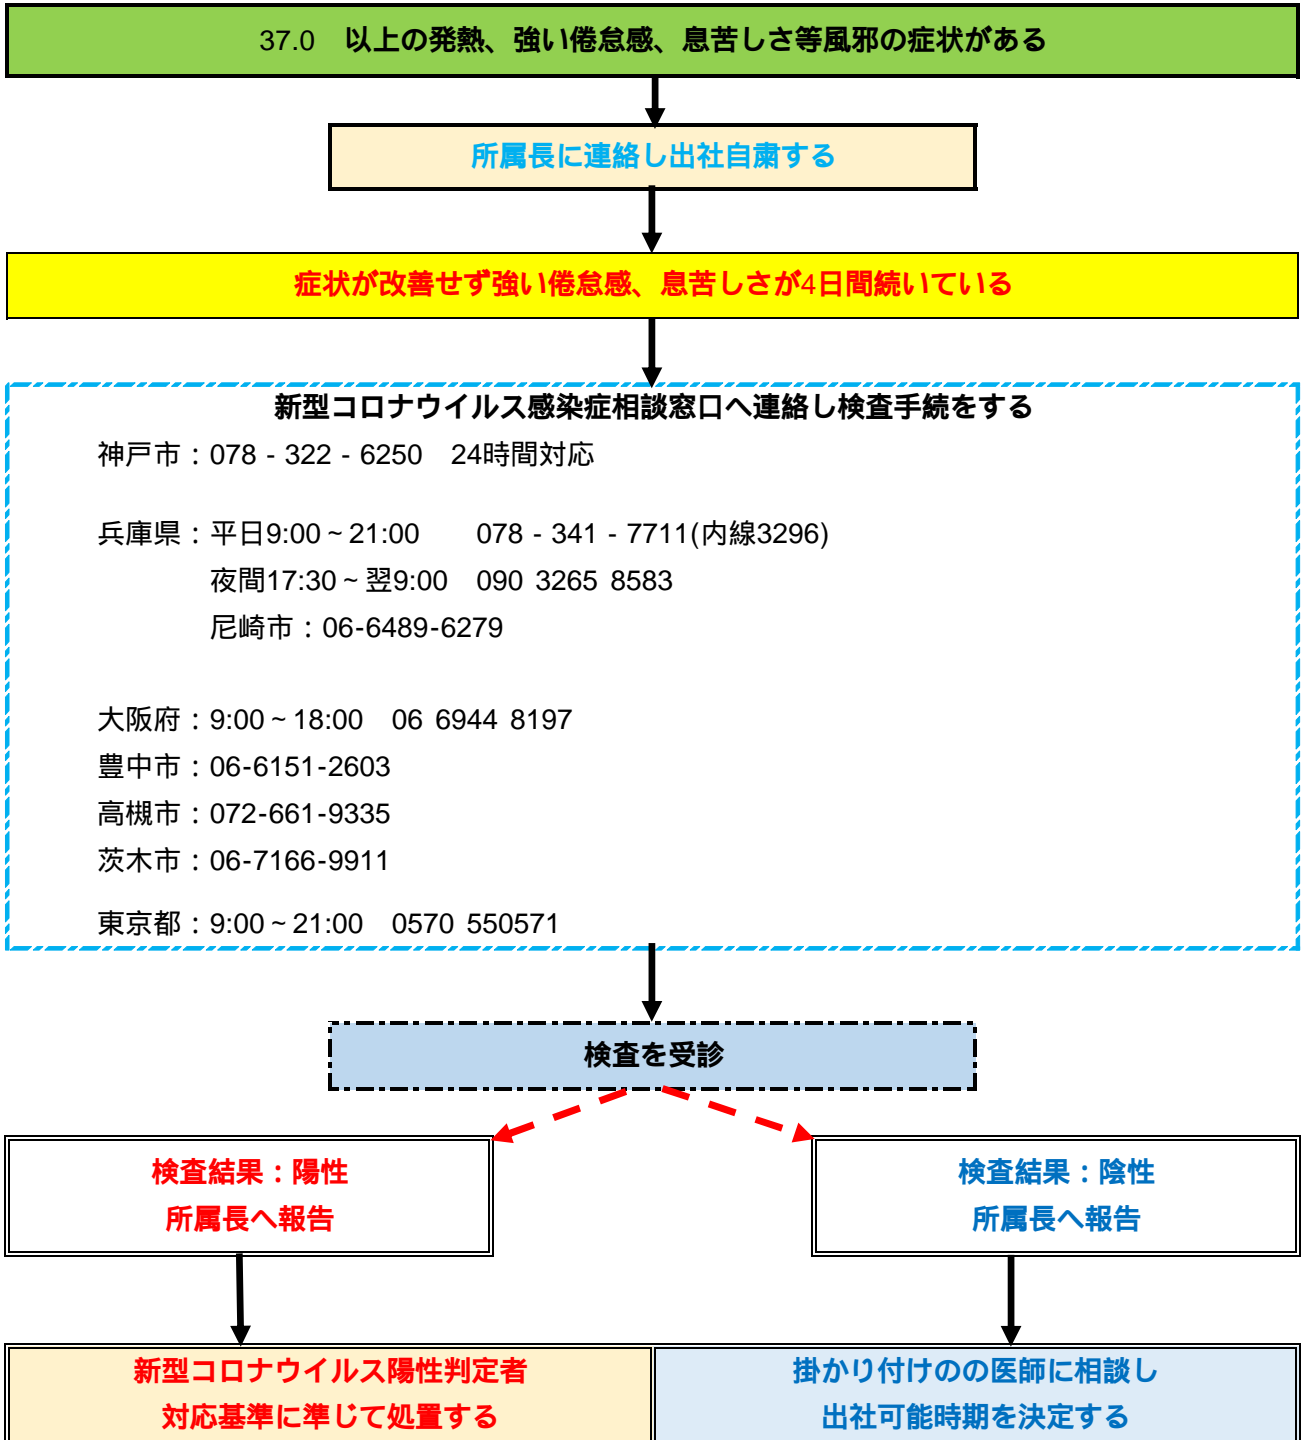 37.0　以上の発熱、強い倦怠感、息苦しさ等風邪の症状がある
所属長に連絡し出社自粛する
症状が改善せず強い倦怠感、息苦しさが4日間続いている
新型コロナウイルス感染症相談窓口へ連絡し検査手続をする
神戸市：078‐322‐6250　24時間対応
兵庫県：平日9:00～21:00　　078‐341‐7711(内線3296)
夜間17:30～翌9:00　090 3265 8583
尼崎市：06-6489-6279
大阪府：9:00～18:00　06 6944 8197
豊中市：06-6151-2603
高槻市：072-661-9335
茨木市：06-7166-9911
東京都：9:00～21:00　0570 550571
検査を受診
検査結果：陽性
所属長へ報告
検査結果：陰性
所属長へ報告
新型コロナウイルス陽性判定者
対応基準に準じて処置する
掛かり付けのの医師に相談し
出社可能時期を決定する